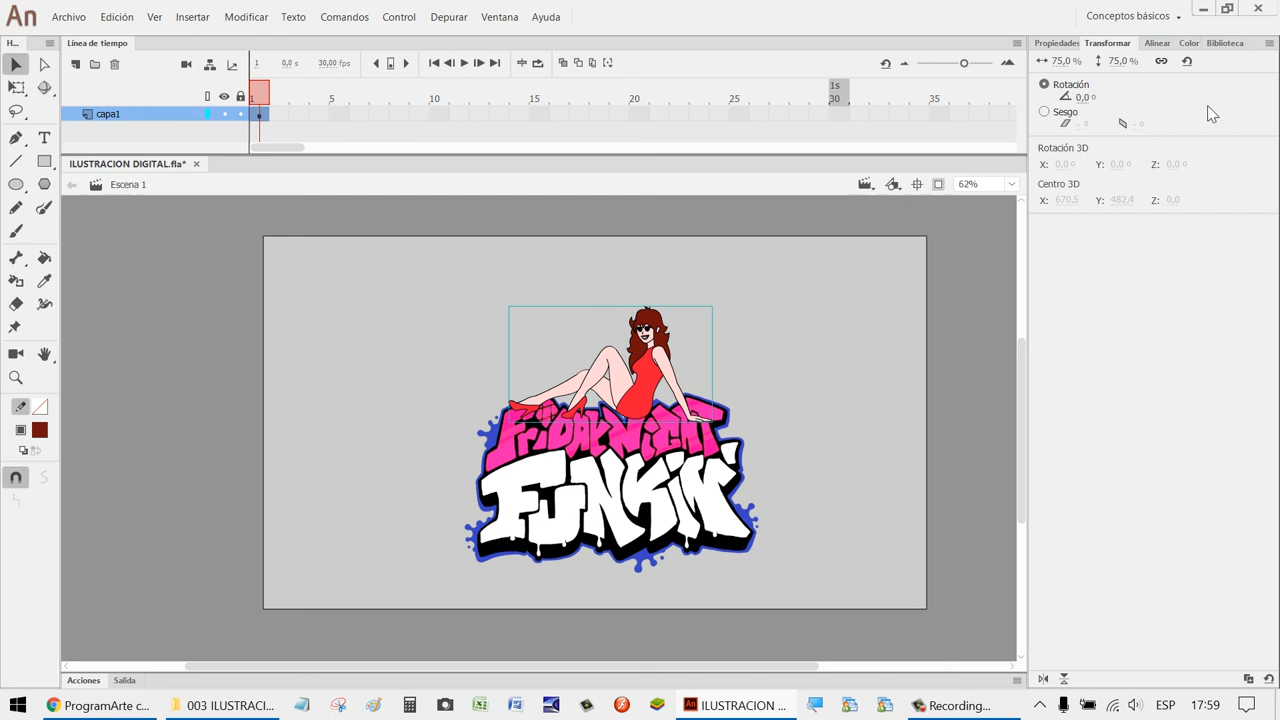 An Archivo Edición Ver Insertar Modificar Texto Comandos Control Depurar Ventana Ayuda Conceptos básicos
H... Línea de tiempo Propiedades Transformar Alinear Color Biblioteca
1 0,0 s 30,00 fps 75,0 % 75,0 %
1s
1 5 10 15 20 25 30 35
Rotación
0,0 °
capa1
Sesgo
- ° - °
Rotación 3D
ILUSTRACION DIGITAL.fla*
X: 0,0 ° Y: 0,0 ° Z: 0,0 °
Escena 1 62%
Centro 3D
X: 670,5 Y: 482,4 Z: 0,0
FRIDAY NIGHT
FUNKIN'
Acciones Salida
ProgramArte c... 003 ILUSTRACI... An ILUSTRACION ... Recording... ESP 17:59